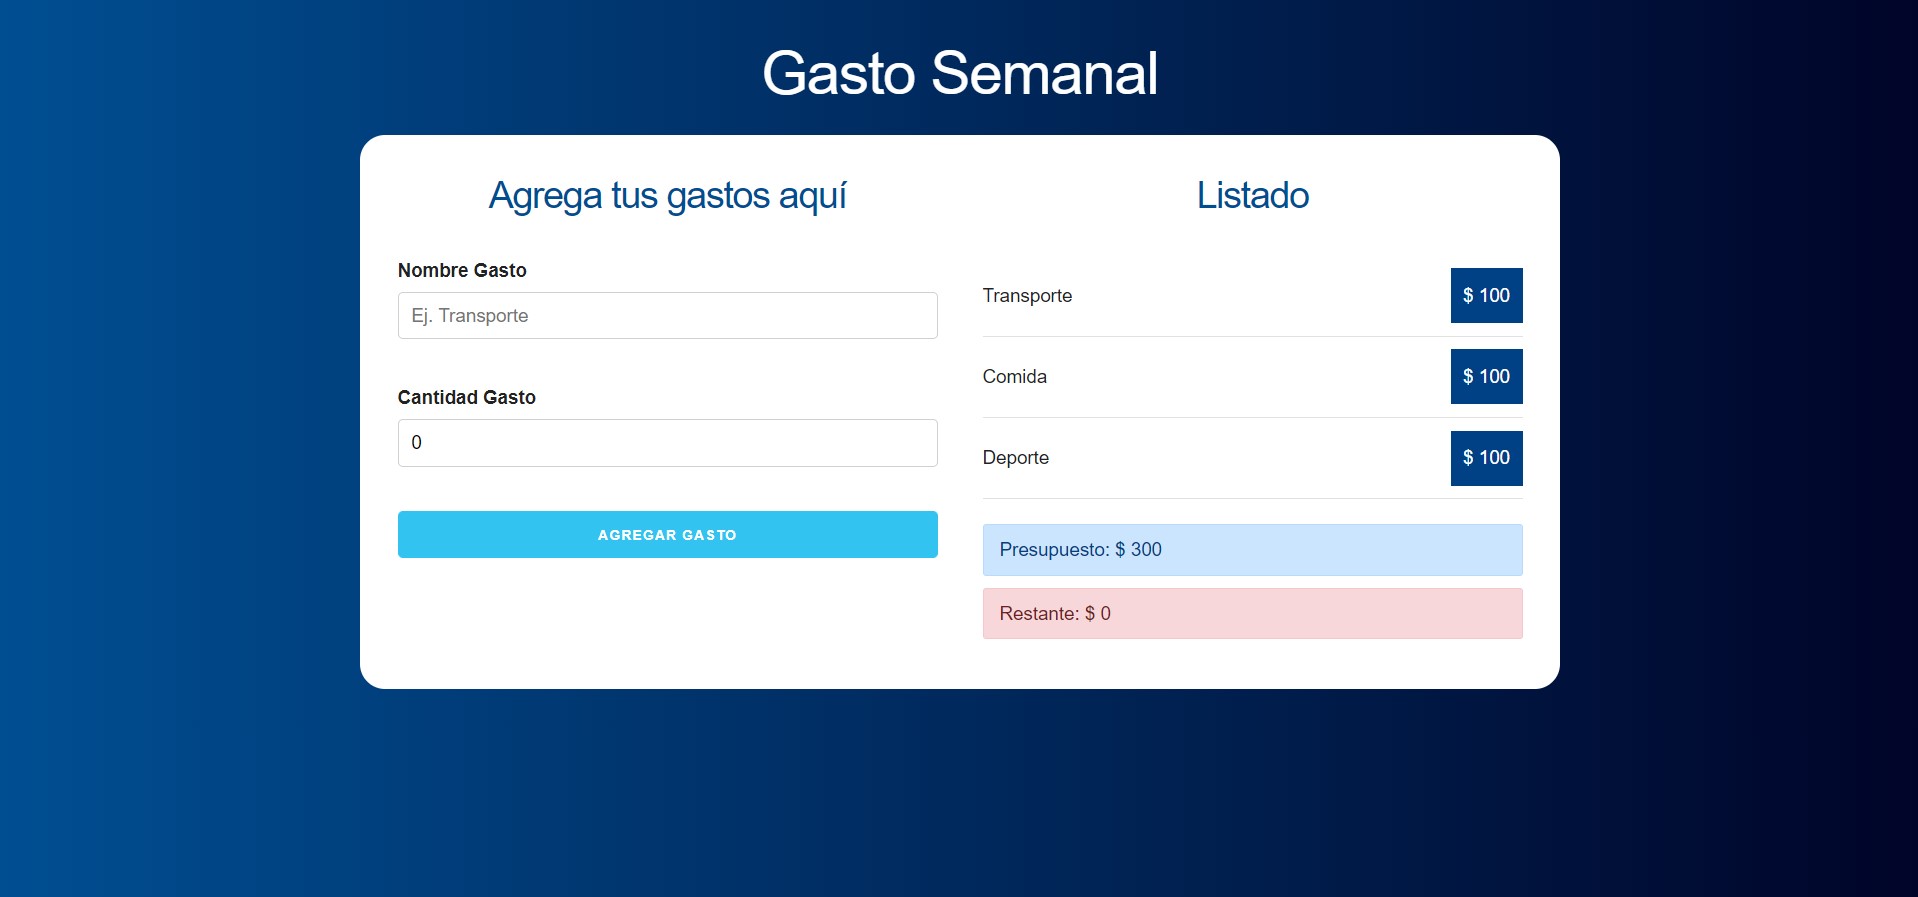 Gasto Semanal
Agrega tus gastos aquí
Nombre Gasto
Ej. Transporte
Cantidad Gasto
0
AGREGAR GASTO
Listado
Transporte $ 100
Comida $ 100
Deporte $ 100
Presupuesto: $ 300
Restante: $ 0